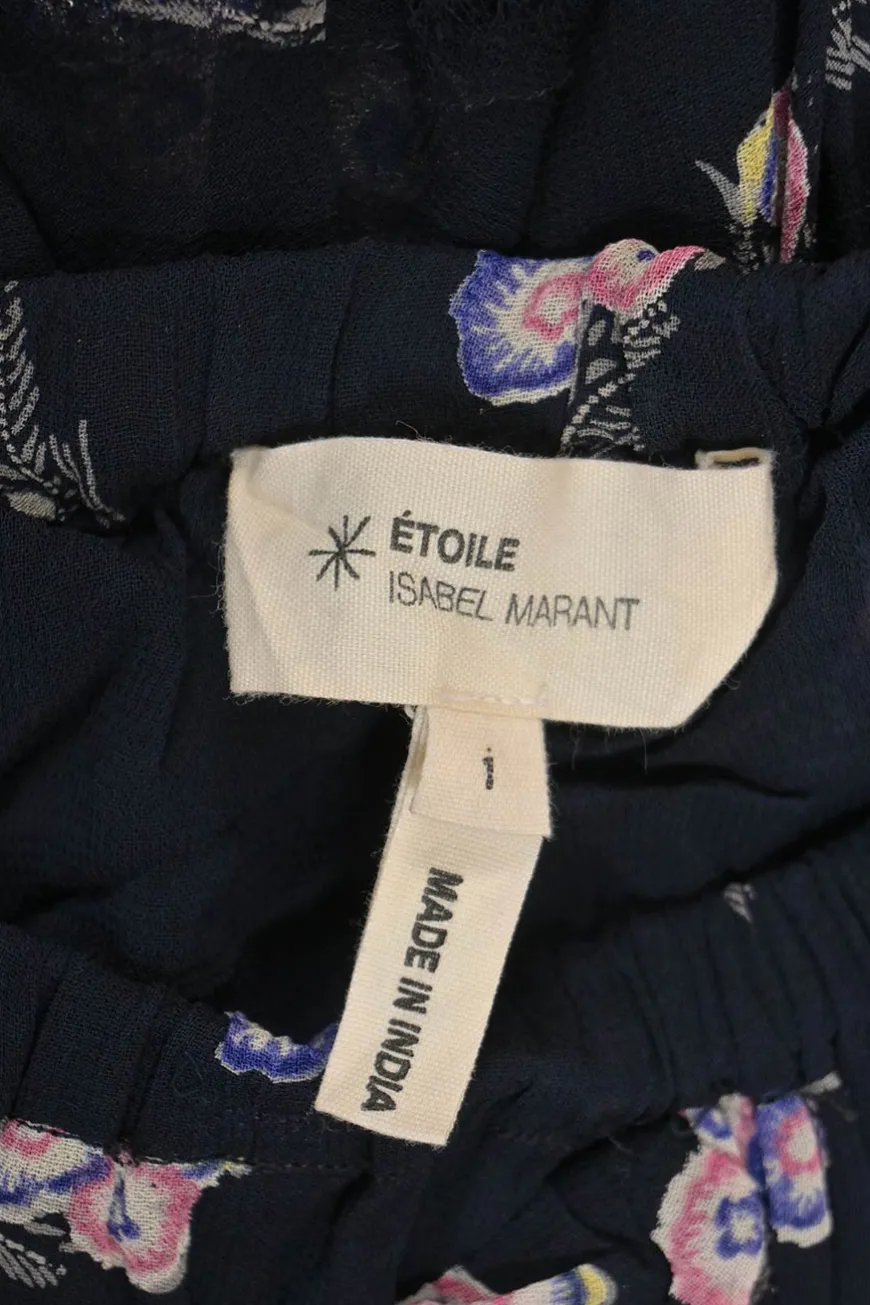 ÉTOILE
ISABEL MARANT
1
MADE IN INDIA